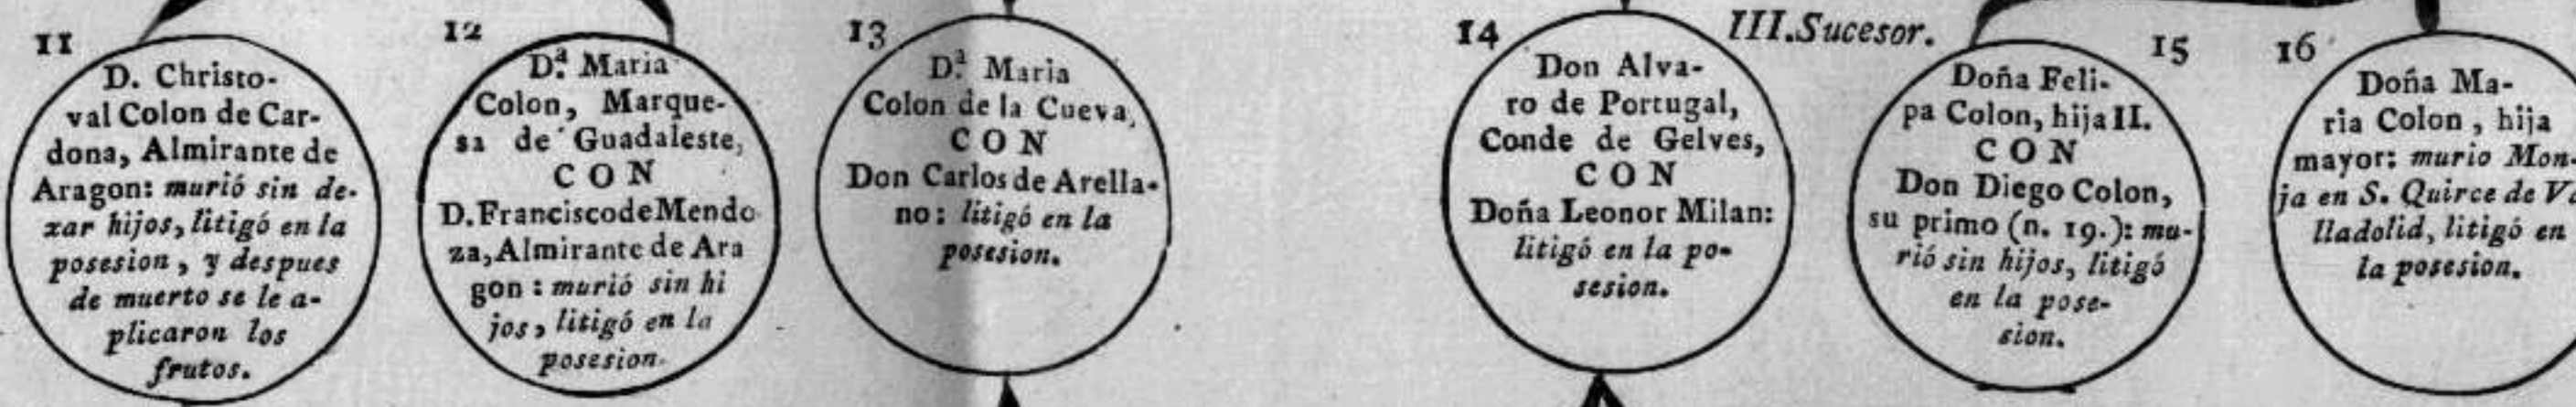 11
D. Christo-
val Colon de Car-
dona, Almirante de
Aragon: murió sin de-
xar hijos, litigó en la
posesion, y despues
de muerto se le a-
plicaron los
frutos.
12
D.ª Maria
Colon, Marque-
sa de Guadaleste,
CON
D. Francisco de Mendo
za, Almirante de Ara
gon: murió sin hi
jos, litigó en la
posesion.
13
D.ª Maria
Colon de la Cueva,
CON
Don Carlos de Arella-
no: litigó en la
posesion.
14
Don Alva-
ro de Portugal,
Conde de Gelves,
CON
Doña Leonor Milan:
litigó en la po-
sesion.
III. Sucesor.
15
Doña Feli-
pa Colon, hija II.
CON
Don Diego Colon,
su primo (n. 19.): mu-
rió sin hijos, litigó
en la pose-
sion.
16
Doña Ma-
ria Colon, hija
mayor: murio Mon-
ja en S. Quirce de Va
lladolid, litigó en
la posesion.